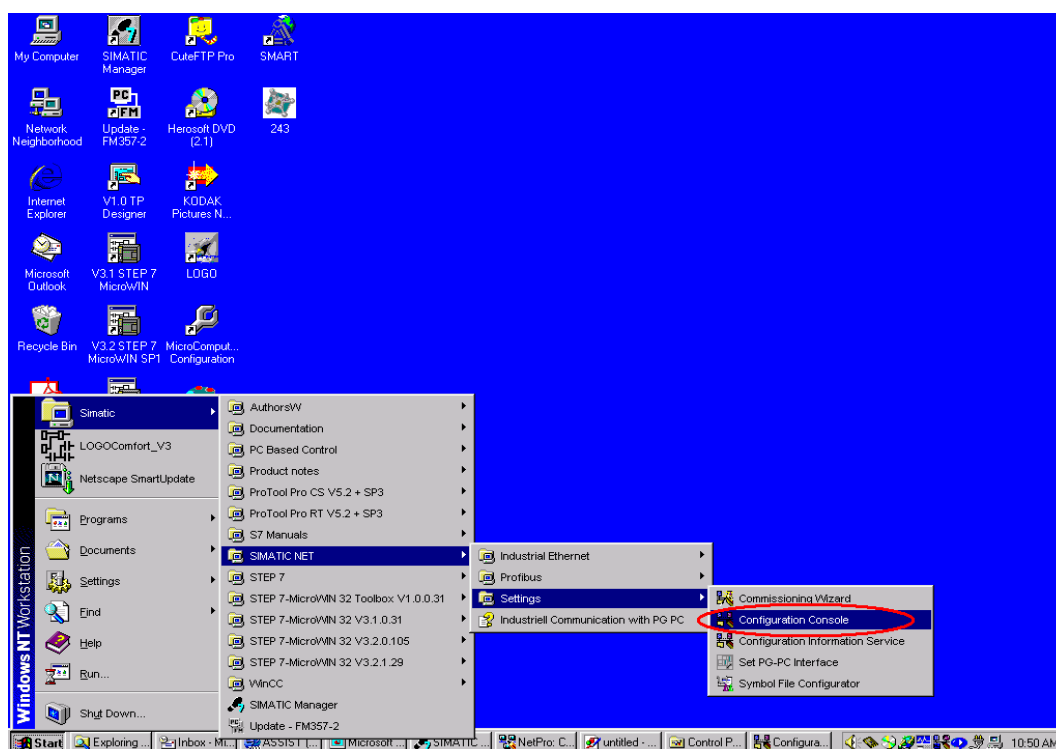 My Computer
SIMATIC
Manager
CuteFTP Pro
SMART
Network
Neighborhood
Update -
FM357-2
Herosoft DVD
(2.1)
243
Internet
Explorer
V1.0 TP
Designer
KODAK
Pictures N...
Microsoft
Outlook
V3.1 STEP 7
MicroWIN
LOGO
Recycle Bin
V3.2 STEP 7
MicroWIN SP1
MicroComput...
Configuration
Windows NT Workstation
Simatic
LOGOComfort_V3
Netscape SmartUpdate
Programs
Documents
Settings
Find
Help
Run...
Shut Down...
AuthorsW
Documentation
PC Based Control
Product notes
ProTool Pro CS V5.2 + SP3
ProTool Pro RT V5.2 + SP3
S7 Manuals
SIMATIC NET
STEP 7
STEP 7-MicroWIN 32 Toolbox V1.0.0.31
STEP 7-MicroWIN 32 V3.1.0.31
STEP 7-MicroWIN 32 V3.2.0.105
STEP 7-MicroWIN 32 V3.2.1.29
WinCC
SIMATIC Manager
Update - FM357-2
Industrial Ethernet
Profibus
Settings
Industriell Communication with PG PC
Commissioning Wizard
Configuration Console
Configuration Information Service
Set PG-PC Interface
Symbol File Configurator
Start
Exploring ...
Inbox - Mi...
ASSIST (...
Microsoft ...
SIMATIC ...
NetPro: C...
untitled - ...
Control P...
Configura...
10:50 AM